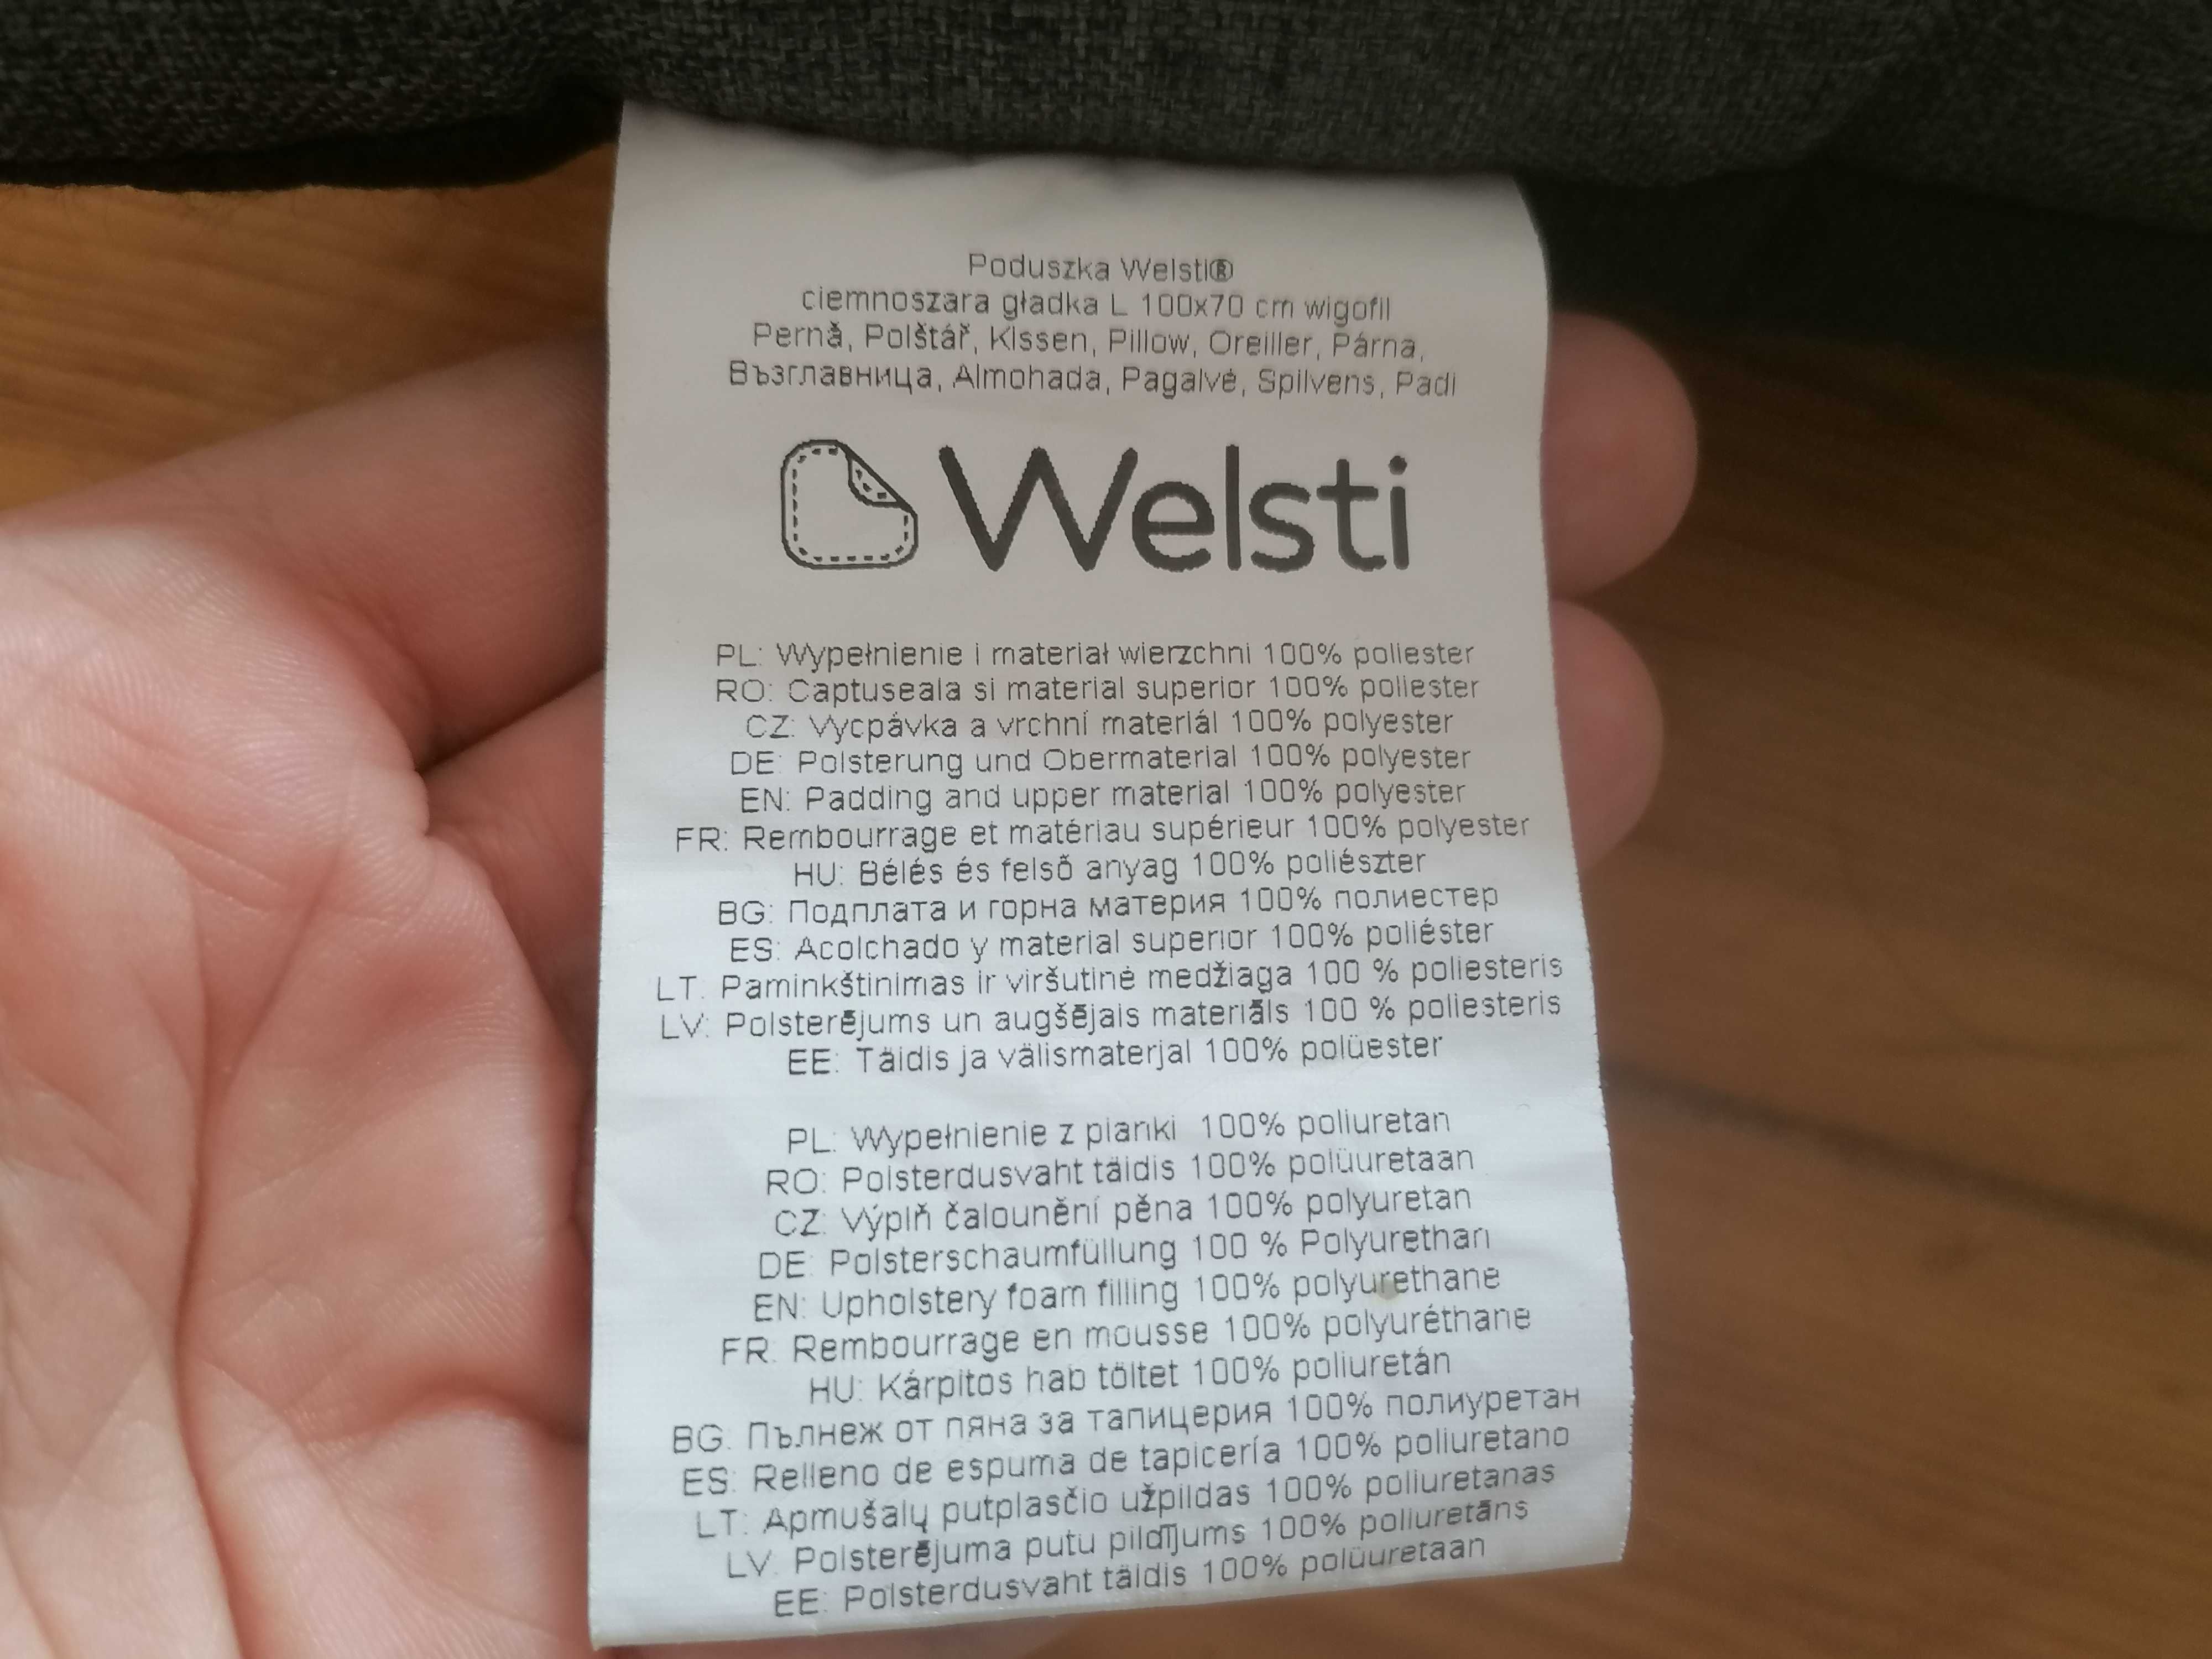 Poduszka Welsti®
ciemnoszara gładka L 100x70 cm wigofil
Pernă, Polštář, Kissen, Pillow, Oreiller, Párna,
Възглавница, Almohada, Pagalvė, Spilvens, Padi
Welsti
PL: Wypełnienie i materiał wierzchni 100% poliester
RO: Captuseala si material superior 100% poliester
CZ: Vycpávka a vrchní materiál 100% polyester
DE: Polsterung und Obermaterial 100% polyester
EN: Padding and upper material 100% polyester
FR: Rembourrage et matériau supérieur 100% polyester
HU: Bélés és felső anyag 100% poliészter
BG: Подплата и горна материя 100% полиестер
ES: Acolchado y material superior 100% poliéster
LT: Paminkštinimas ir viršutinė medžiaga 100 % poliesteris
LV: Polsterējums un augšējais materiāls 100 % poliesteris
EE: Täidis ja välismaterjal 100% polüester
PL: Wypełnienie z pianki 100% poliuretan
RO: Polsterdusvaht täidis 100% polüuretaan
CZ: Výplň čalounění pěna 100% polyuretan
DE: Polsterschaumfüllung 100 % Polyurethan
EN: Upholstery foam filling 100% polyurethane
FR: Rembourrage en mousse 100% polyuréthane
HU: Kárpitos hab töltet 100% poliuretán
BG: Пълнеж от пяна за тапицерия 100% полиуретан
ES: Relleno de espuma de tapicería 100% poliuretano
LT: Apmušalų putplasčio užpildas 100% poliuretanas
LV: Polsterējuma putu pildījums 100% poliuretāns
EE: Polsterdusvaht täidis 100% polüuretaan